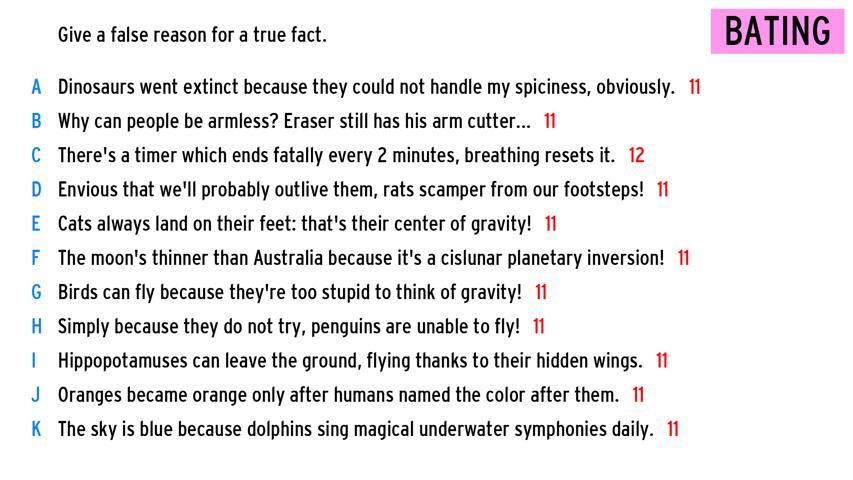 Give a false reason for a true fact.
BATING
A Dinosaurs went extinct because they could not handle my spiciness, obviously. 11
B Why can people be armless? Eraser still has his arm cutter... 11
C There's a timer which ends fatally every 2 minutes, breathing resets it. 12
D Envious that we'll probably outlive them, rats scamper from our footsteps! 11
E Cats always land on their feet: that's their center of gravity! 11
F The moon's thinner than Australia because it's a cislunar planetary inversion! 11
G Birds can fly because they're too stupid to think of gravity! 11
H Simply because they do not try, penguins are unable to fly! 11
I Hippopotamuses can leave the ground, flying thanks to their hidden wings. 11
J Oranges became orange only after humans named the color after them. 11
K The sky is blue because dolphins sing magical underwater symphonies daily. 11